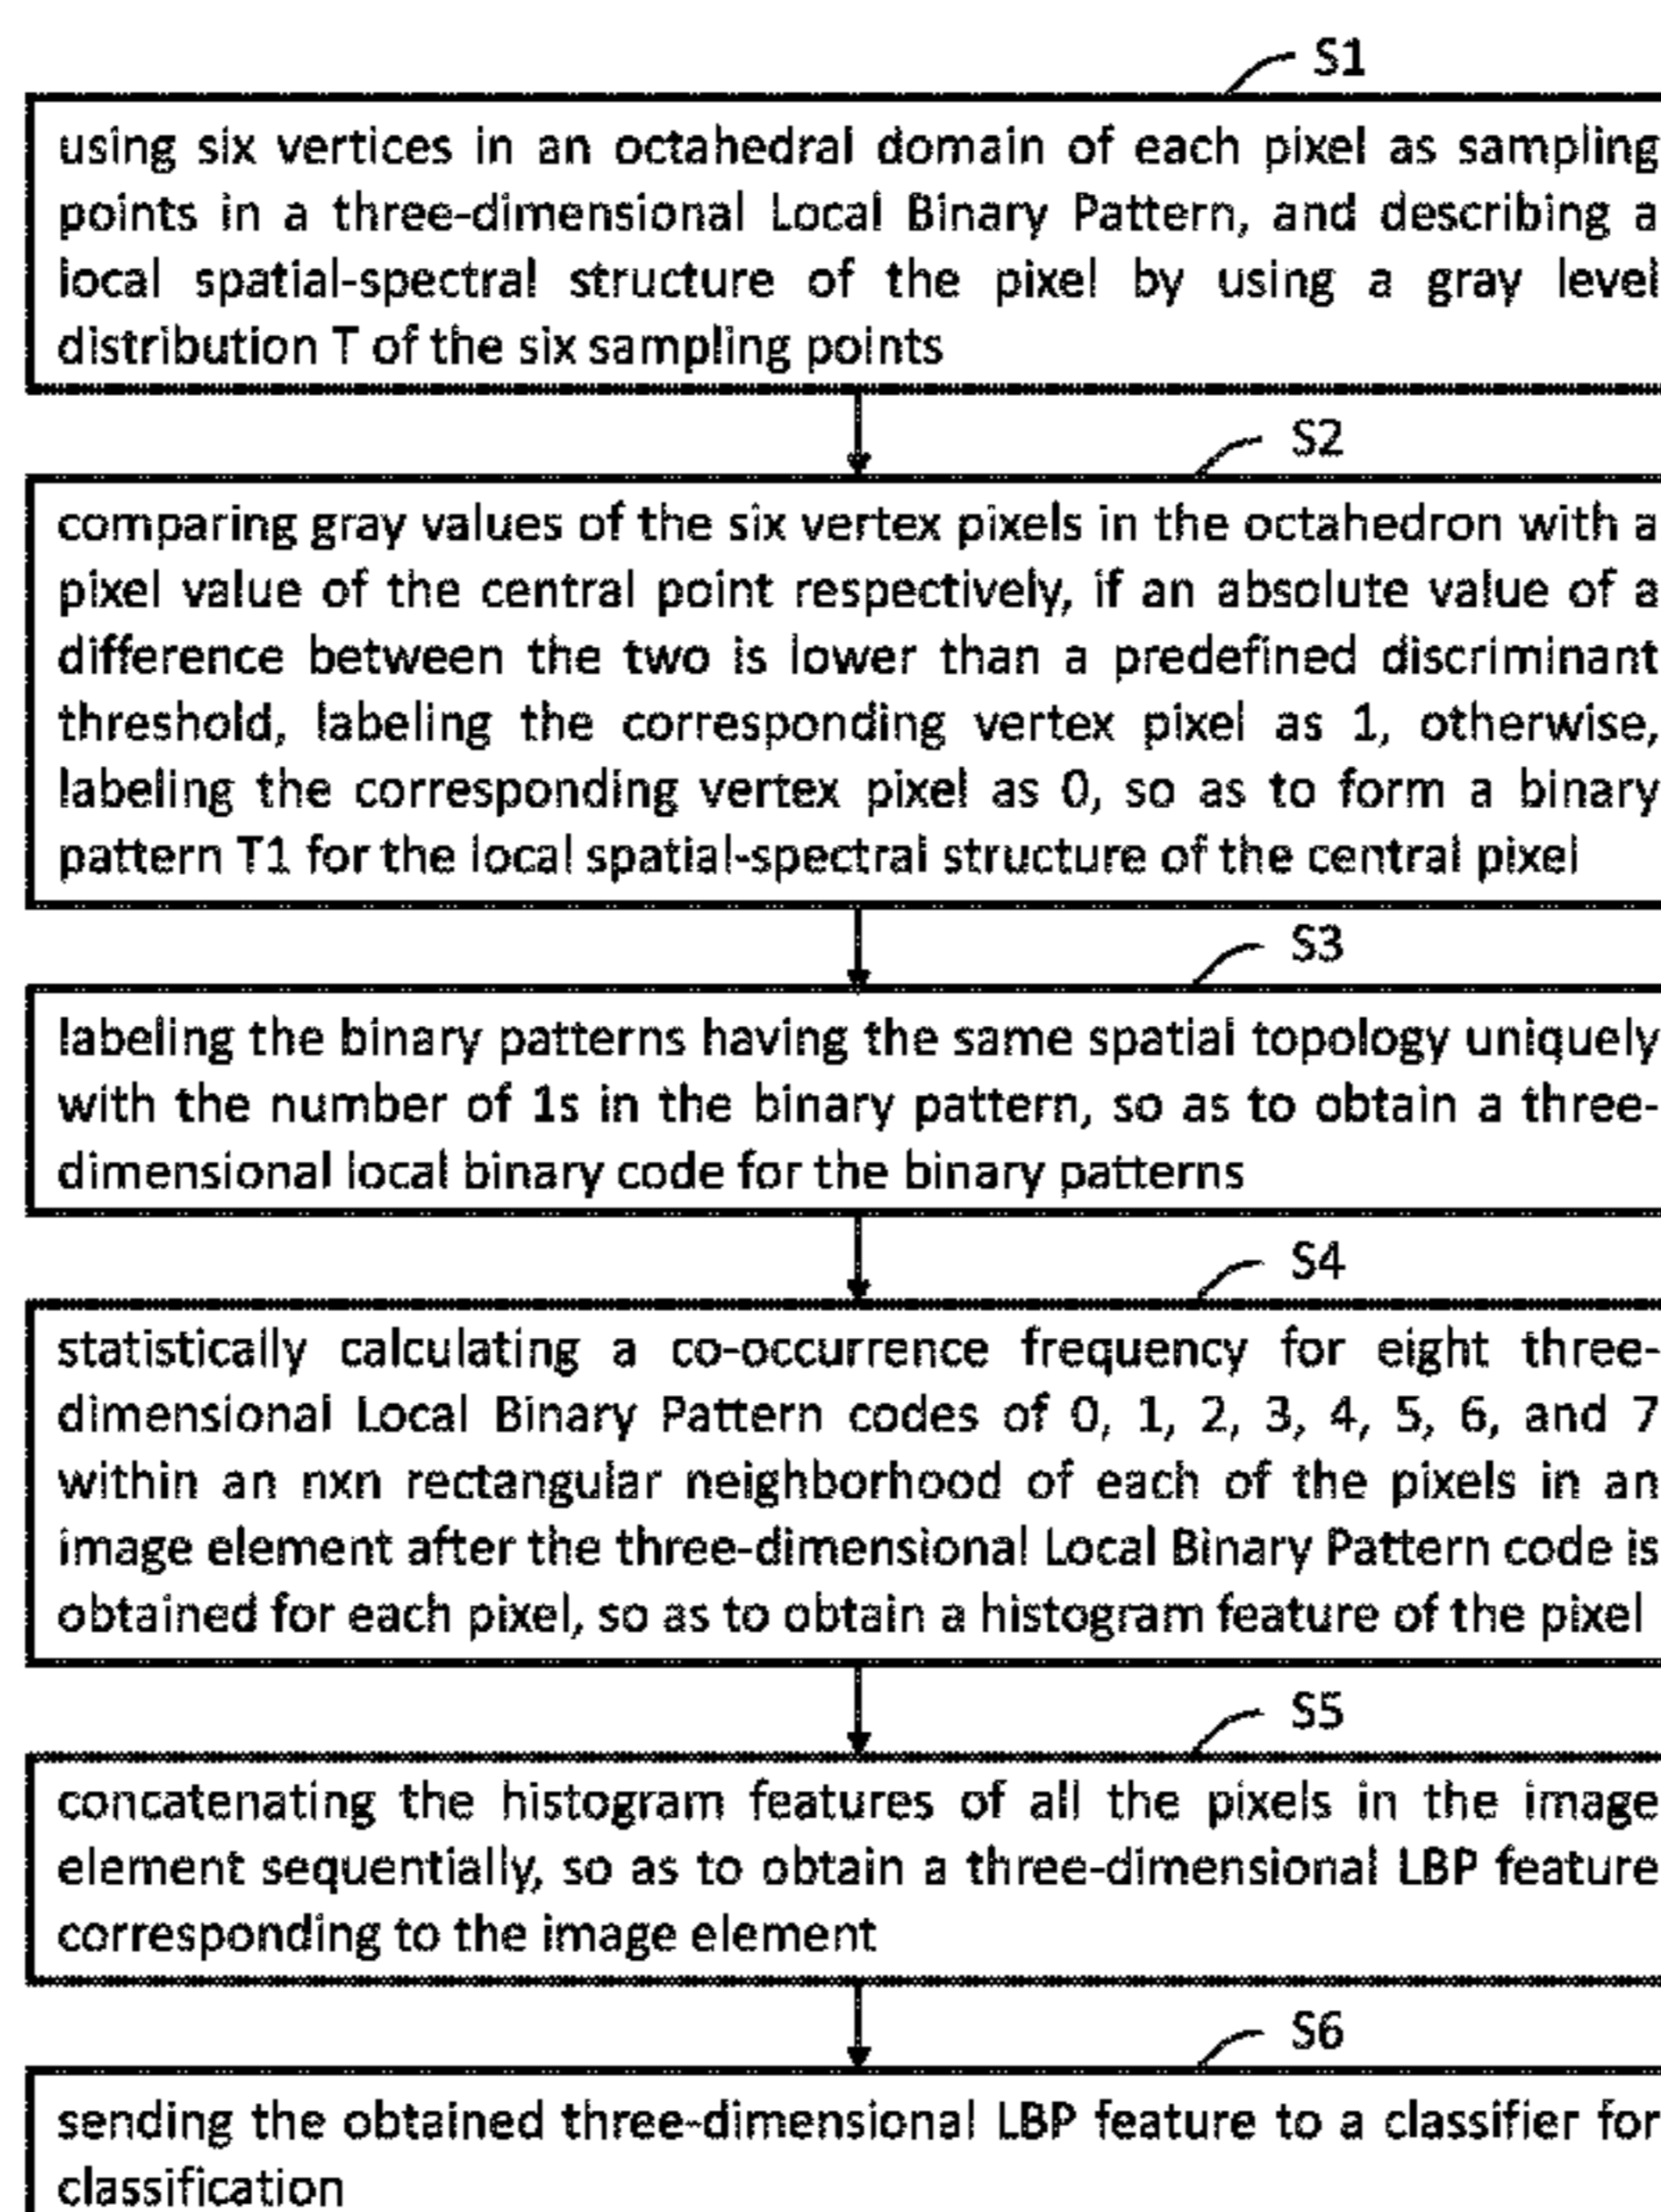 S1
using six vertices in an octahedral domain of each pixel as sampling
points in a three-dimensional Local Binary Pattern, and describing a
local spatial-spectral structure of the pixel by using a gray level
distribution T of the six sampling points
S2
comparing gray values of the six vertex pixels in the octahedron with a
pixel value of the central point respectively, if an absolute value of a
difference between the two is lower than a predefined discriminant
threshold, labeling the corresponding vertex pixel as 1, otherwise,
labeling the corresponding vertex pixel as 0, so as to form a binary
pattern T1 for the local spatial-spectral structure of the central pixel
S3
labeling the binary patterns having the same spatial topology uniquely
with the number of 1s in the binary pattern, so as to obtain a three-
dimensional local binary code for the binary patterns
S4
statistically calculating a co-occurrence frequency for eight three-
dimensional Local Binary Pattern codes of 0, 1, 2, 3, 4, 5, 6, and 7
within an nxn rectangular neighborhood of each of the pixels in an
image element after the three-dimensional Local Binary Pattern code is
obtained for each pixel, so as to obtain a histogram feature of the pixel
S5
concatenating the histogram features of all the pixels in the image
element sequentially, so as to obtain a three-dimensional LBP feature
corresponding to the image element
S6
sending the obtained three-dimensional LBP feature to a classifier for
classification